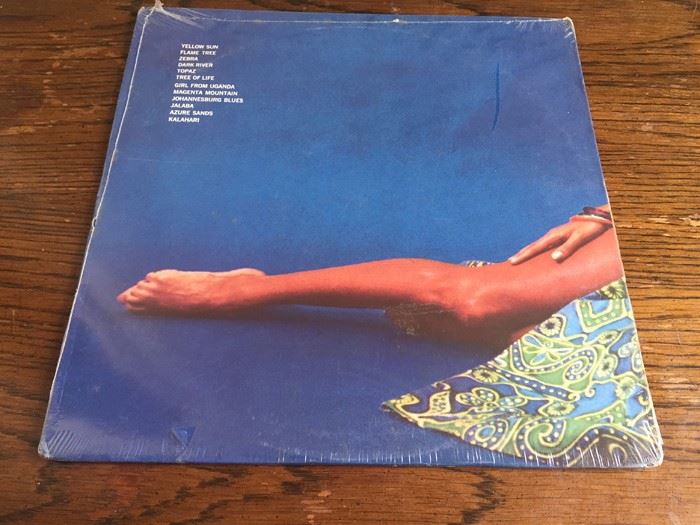 YELLOW SUN
FLAME TREE
ZEBRA
DARK RIVER
TOPAZ
TREE OF LIFE
GIRL FROM UGANDA
MAGENTA MOUNTAIN
JOHANNESBURG BLUES
JALABA
AZURE SANDS
KALAHARI